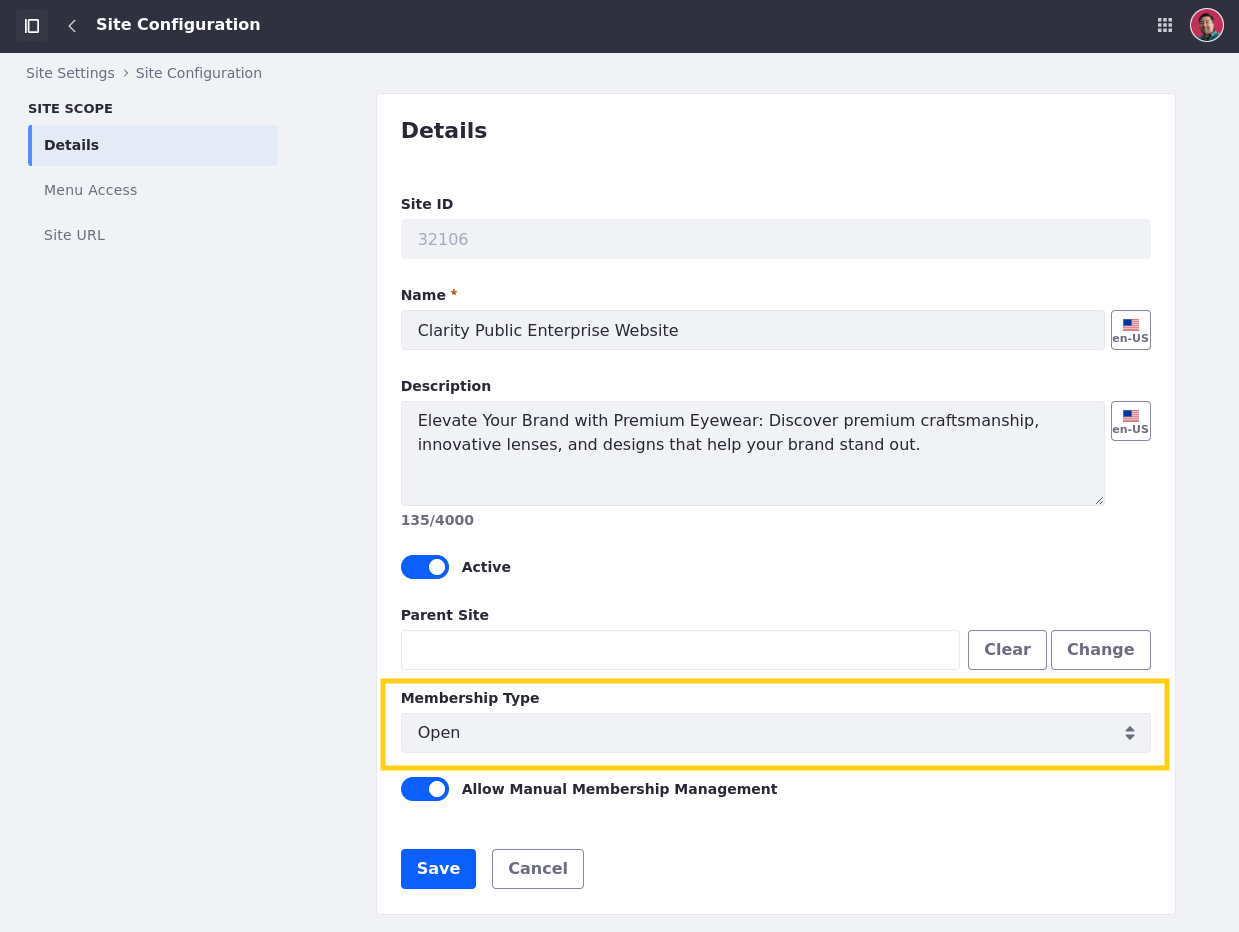 Site Configuration
Site Settings > Site Configuration
SITE SCOPE
Details
Menu Access
Site URL
Details
Site ID
32106
Name *
Clarity Public Enterprise Website
en-US
Description
Elevate Your Brand with Premium Eyewear: Discover premium craftsmanship,
innovative lenses, and designs that help your brand stand out.
en-US
135/4000
Active
Parent Site
Clear Change
Membership Type
Open
Allow Manual Membership Management
Save Cancel